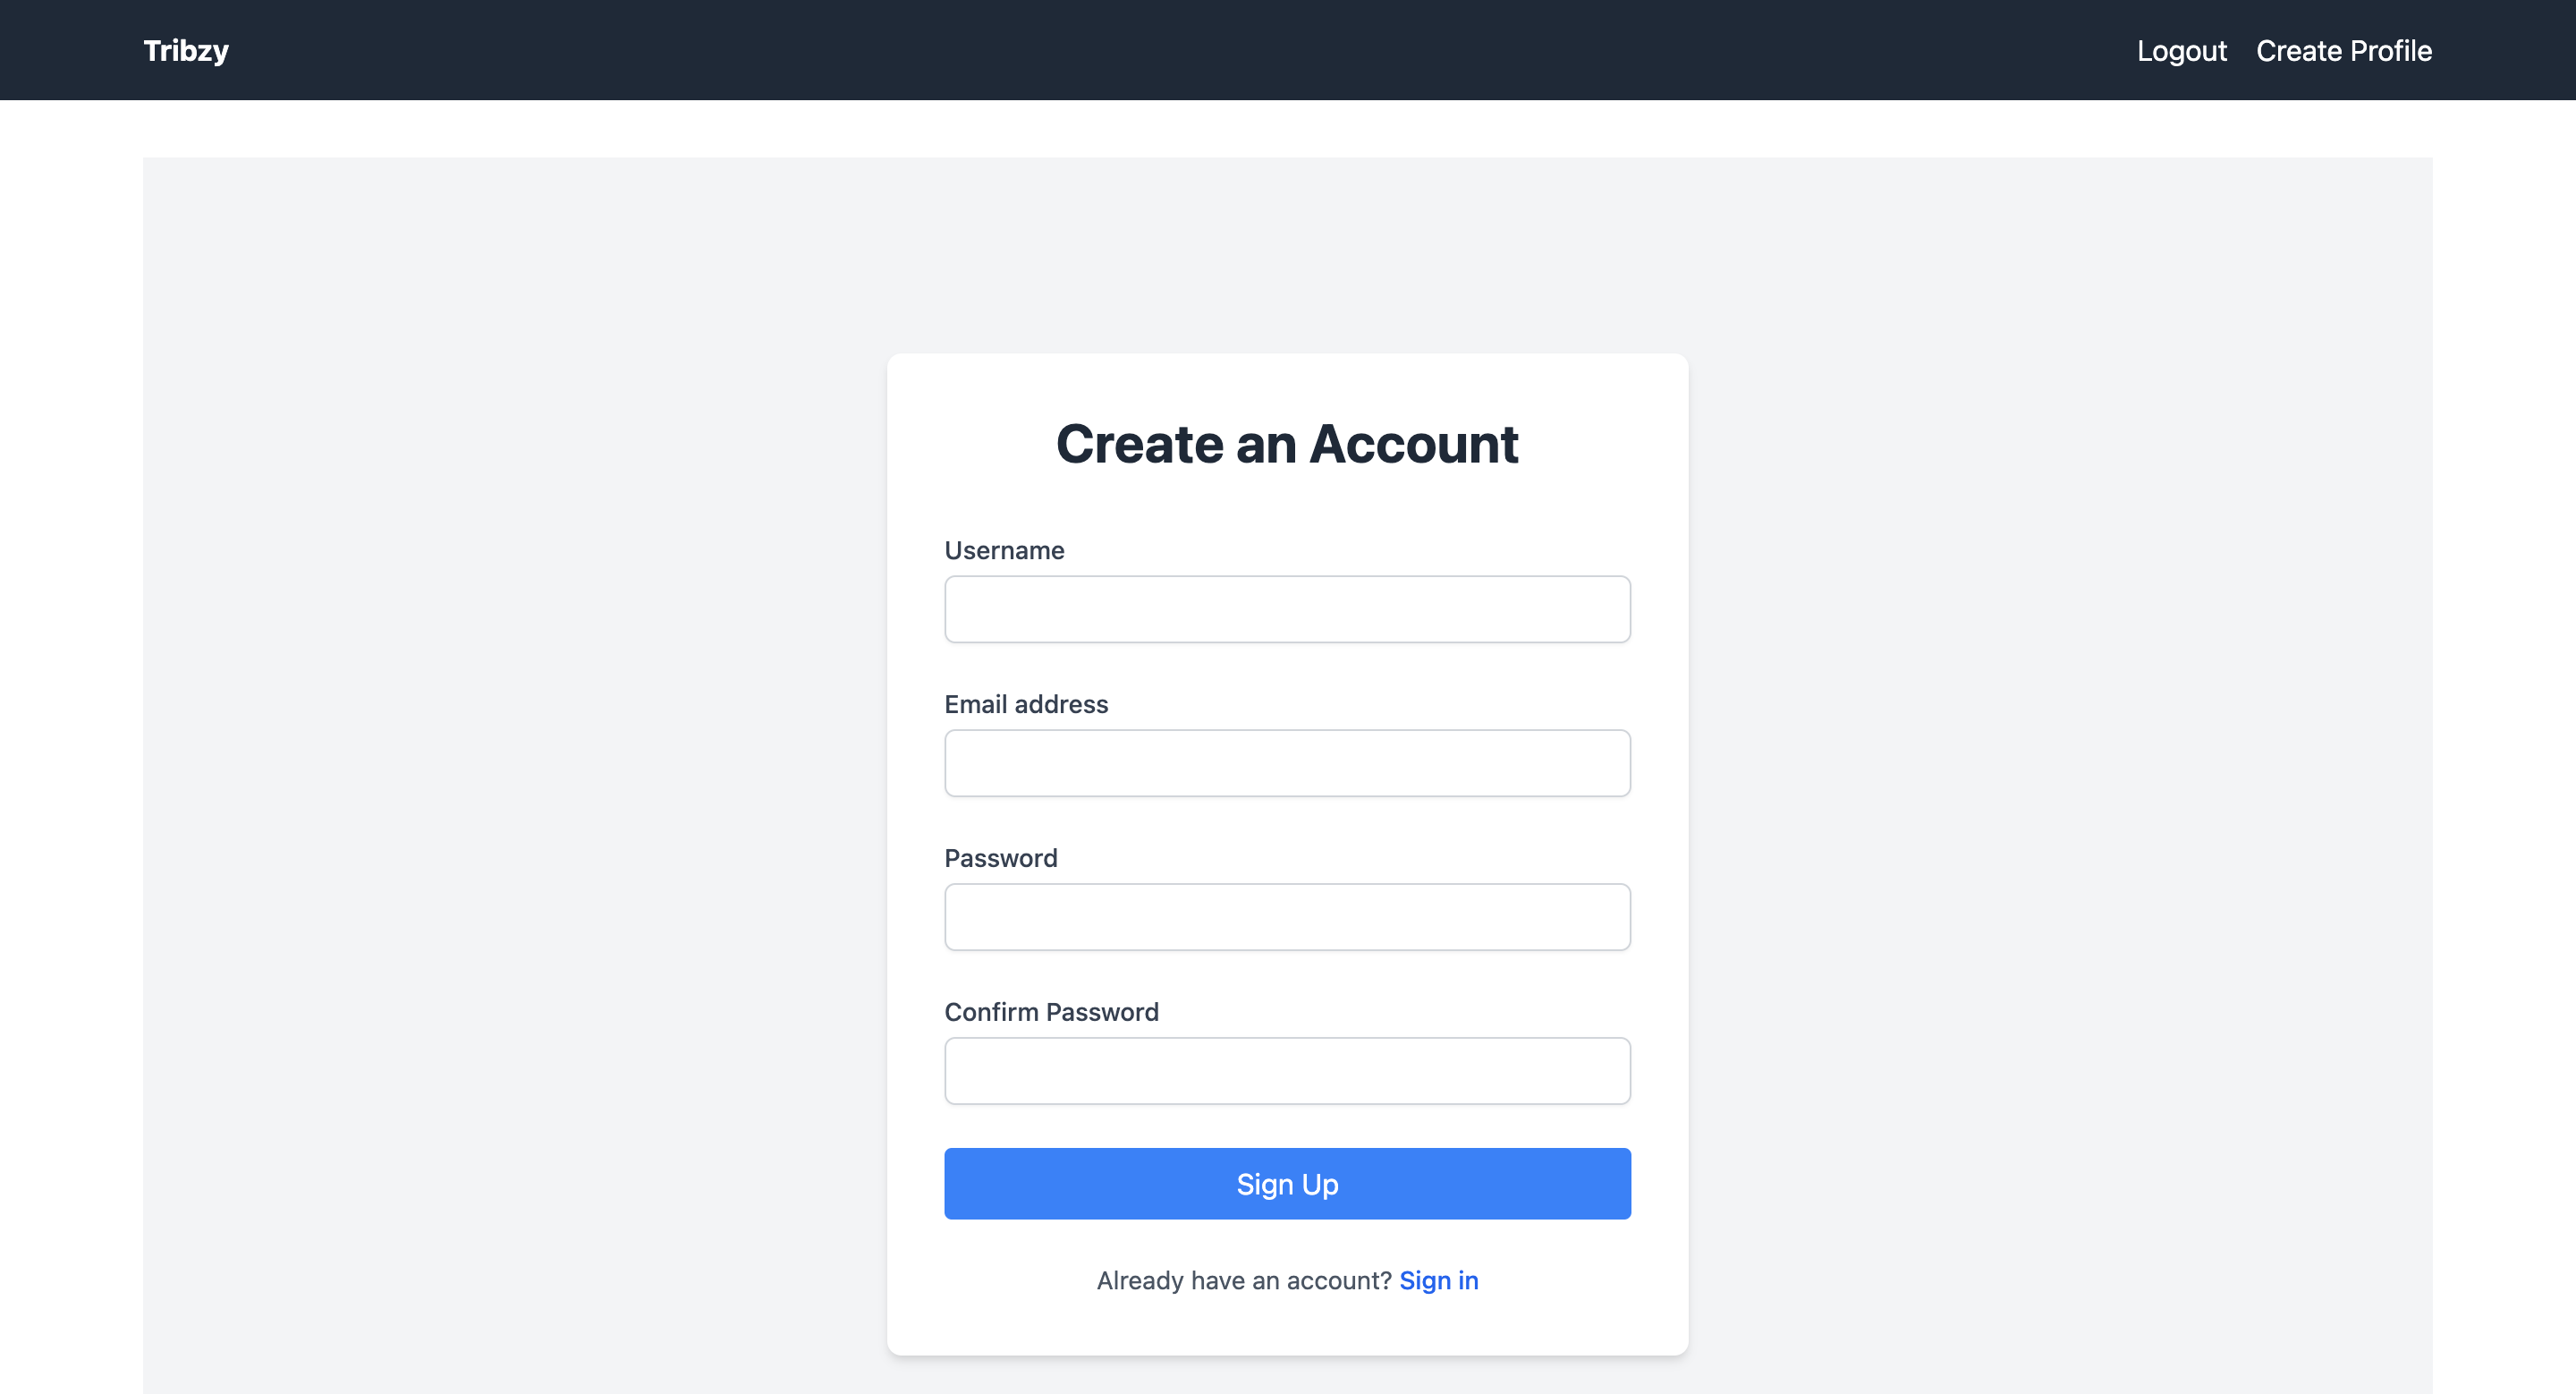 Tribzy
Logout Create Profile
Create an Account
Username
Email address
Password
Confirm Password
Sign Up
Already have an account? Sign in